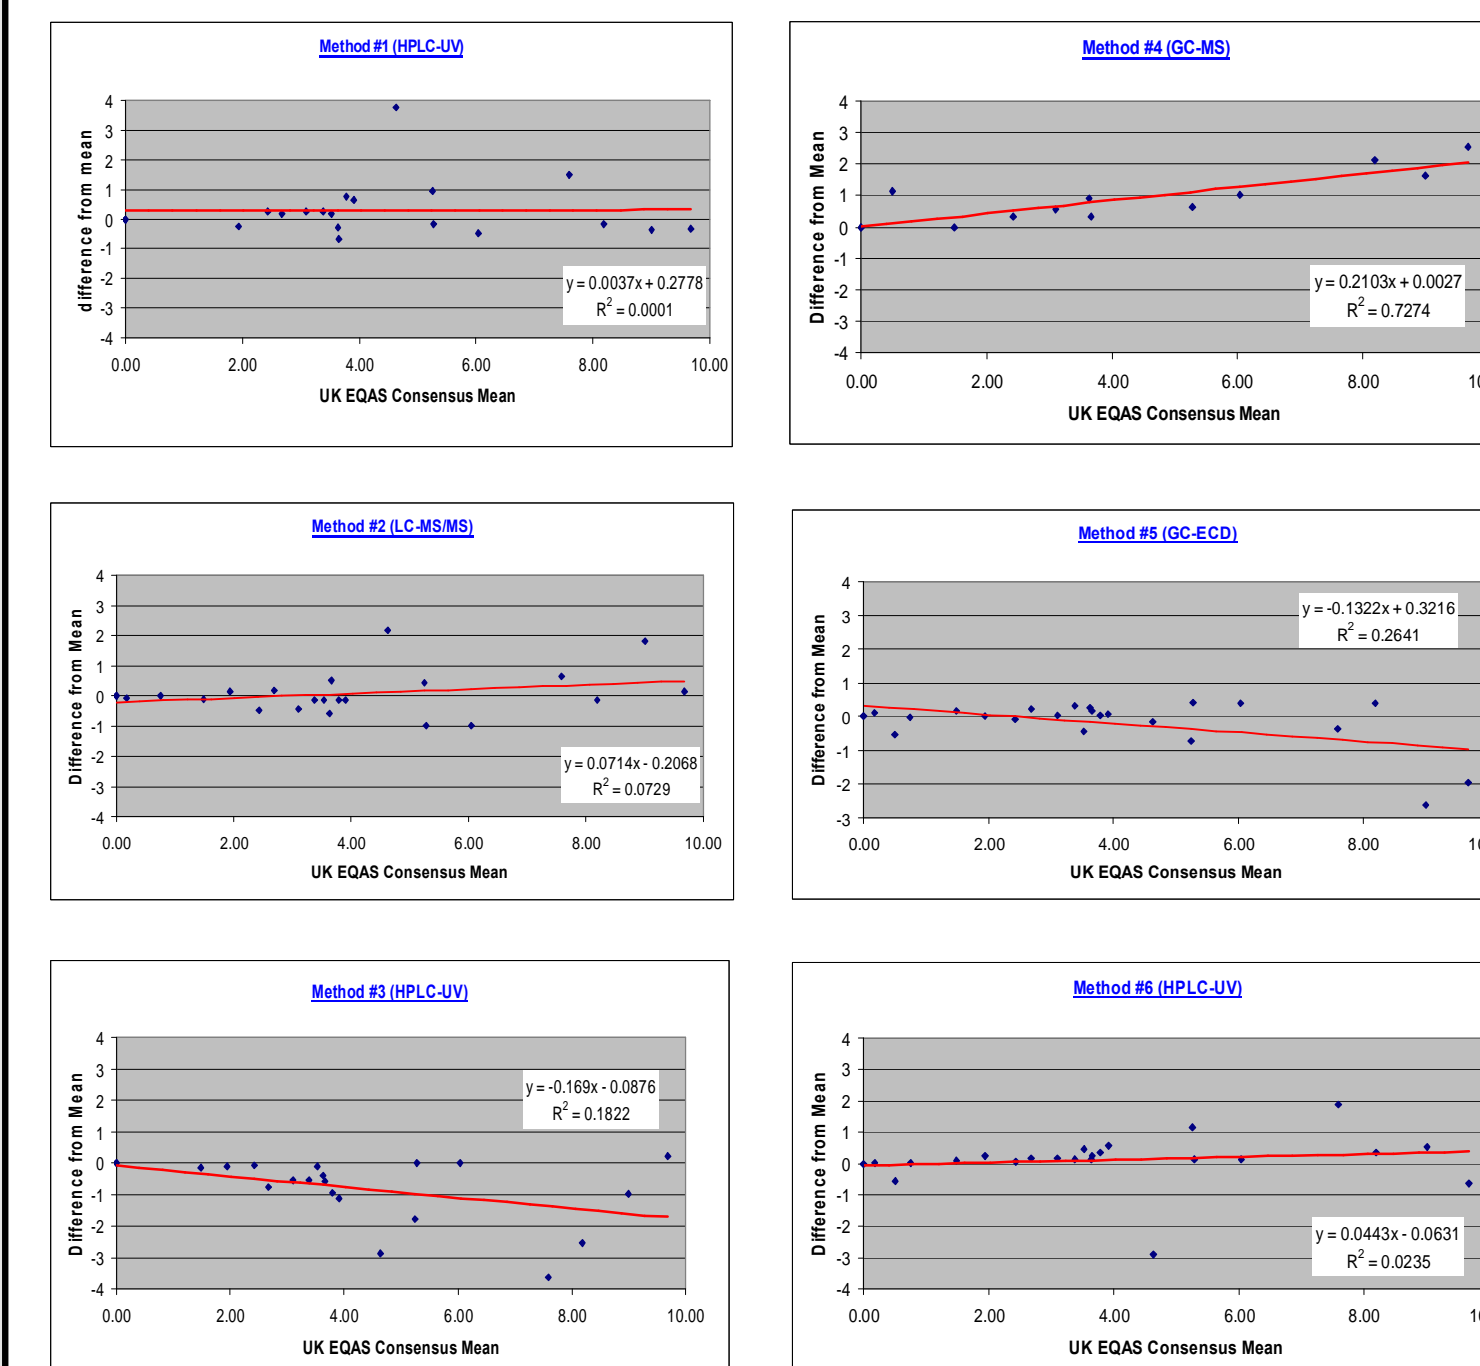 Method #1 (HPLC-UV)
difference from mean
4
3
2
1
0
-1
-2
-3
-4
y = 0.0037x + 0.2778
R² = 0.0001
0.00 2.00 4.00 6.00 8.00 10.00
UK EQAS Consensus Mean
Method #4 (GC-MS)
Difference from Mean
4
3
2
1
0
-1
-2
-3
-4
y = 0.2103x + 0.0027
R² = 0.7274
0.00 2.00 4.00 6.00 8.00
UK EQAS Consensus Mean
Method #2 (LC-MS/MS)
Difference from Mean
4
3
2
1
0
-1
-2
-3
-4
y = 0.0714x - 0.2068
R² = 0.0729
0.00 2.00 4.00 6.00 8.00 10.00
UK EQAS Consensus Mean
Method #5 (GC-ECD)
Difference from Mean
4
3
2
1
0
-1
-2
-3
y = -0.1322x + 0.3216
R² = 0.2641
0.00 2.00 4.00 6.00 8.00
UK EQAS Consensus Mean
Method #3 (HPLC-UV)
Difference from Mean
4
3
2
1
0
-1
-2
-3
-4
y = -0.169x - 0.0876
R² = 0.1822
0.00 2.00 4.00 6.00 8.00 10.00
UK EQAS Consensus Mean
Method #6 (HPLC-UV)
Difference from Mean
4
3
2
1
0
-1
-2
-3
-4
y = 0.0443x - 0.0631
R² = 0.0235
0.00 2.00 4.00 6.00 8.00
UK EQAS Consensus Mean